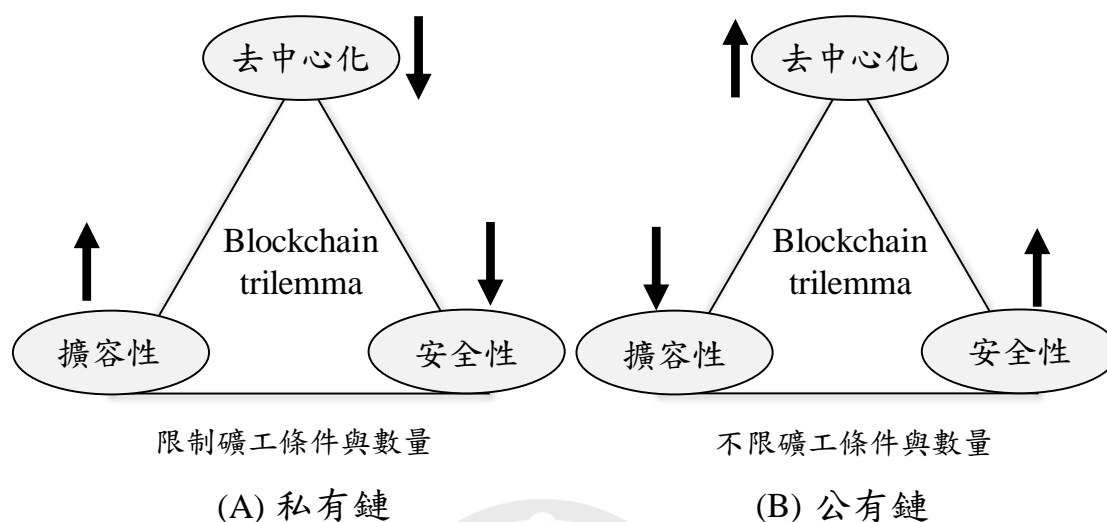 去中心化
Blockchain
trilemma
擴容性
安全性
限制礦工條件與數量
(A) 私有鏈
去中心化
Blockchain
trilemma
擴容性
安全性
不限礦工條件與數量
(B) 公有鏈